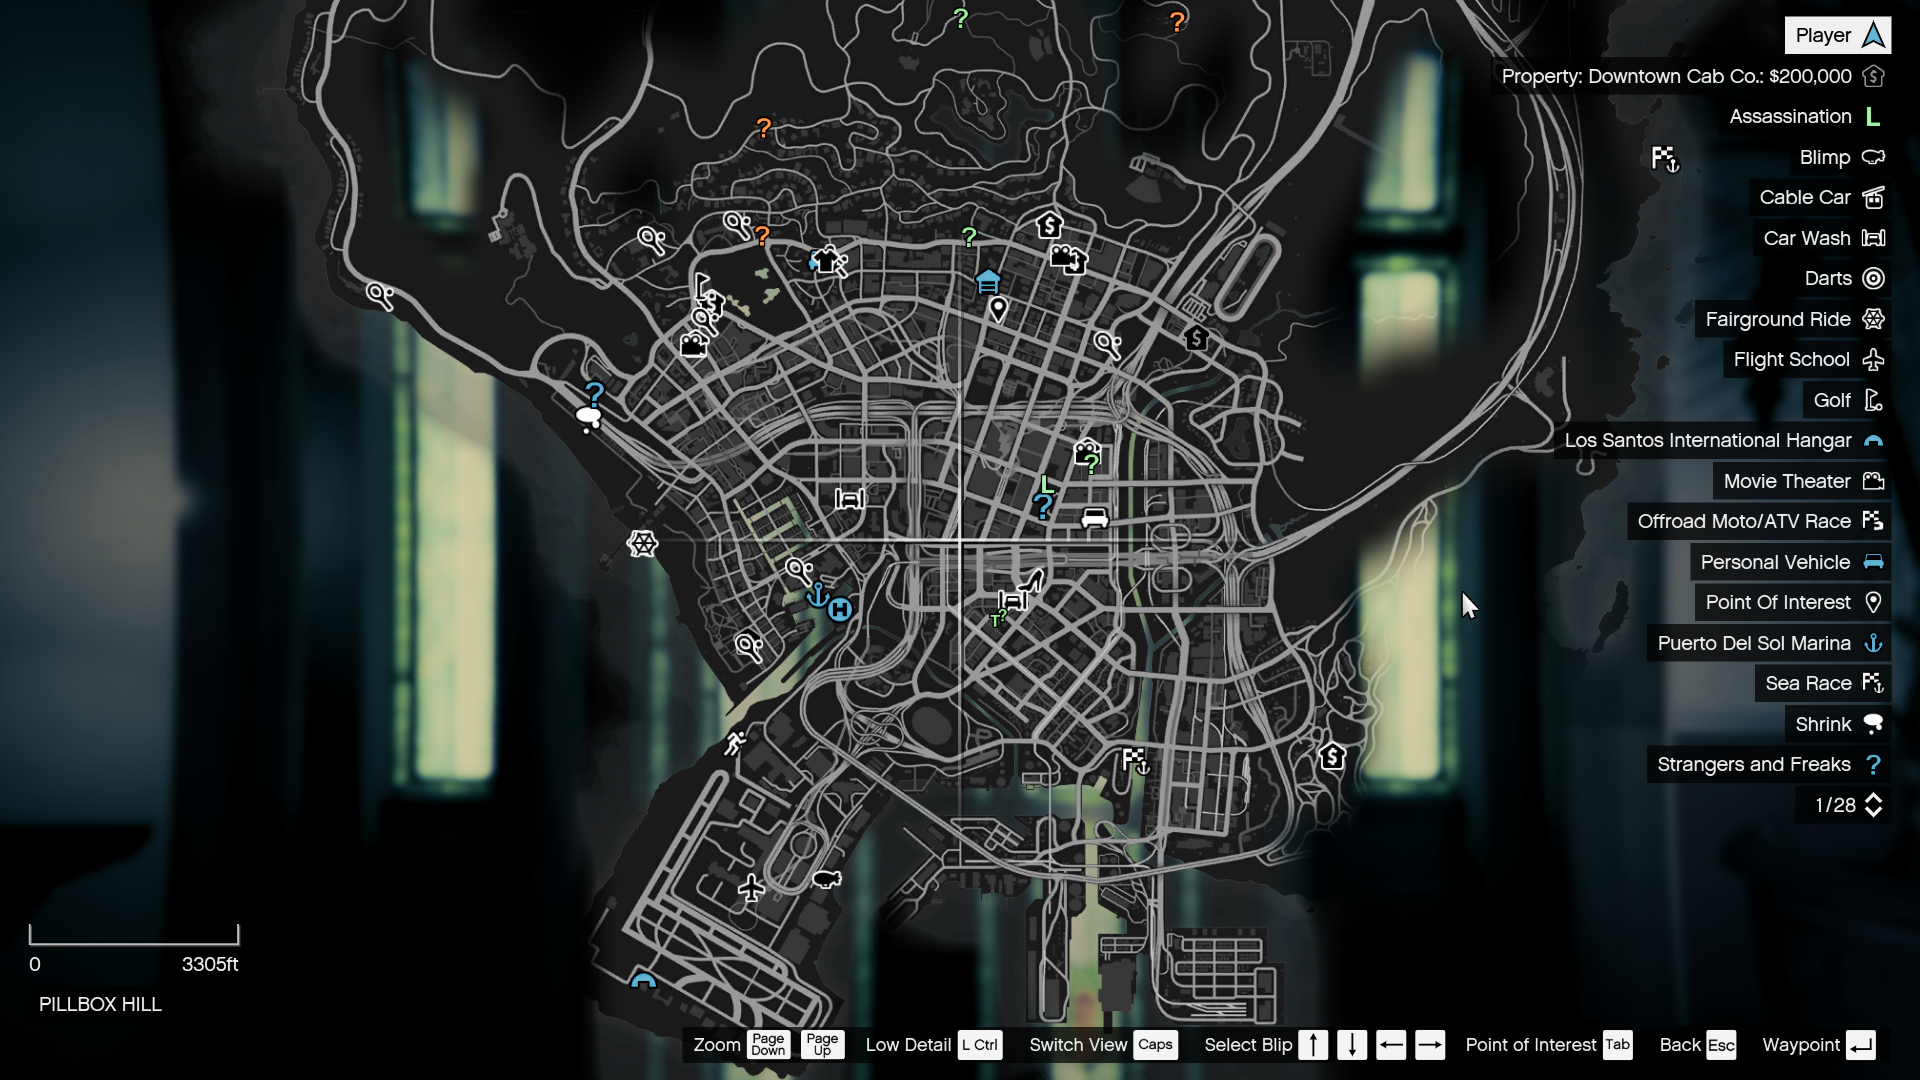 Player
Property: Downtown Cab Co.: $200,000
Assassination L
Blimp
Cable Car
Car Wash
Darts
Fairground Ride
Flight School
Golf
Los Santos International Hangar
Movie Theater
Offroad Moto/ATV Race
Personal Vehicle
Point Of Interest
Puerto Del Sol Marina
Sea Race
Shrink
Strangers and Freaks ?
1/28
?
?
?
?
?
$
$
$
$
$
?
?
L
?
H
T?
$
0 3305ft
PILLBOX HILL
Zoom Page Down Page Up Low Detail L Ctrl Switch View Caps Select Blip ↑ ↓ ← → Point of Interest Tab Back Esc Waypoint